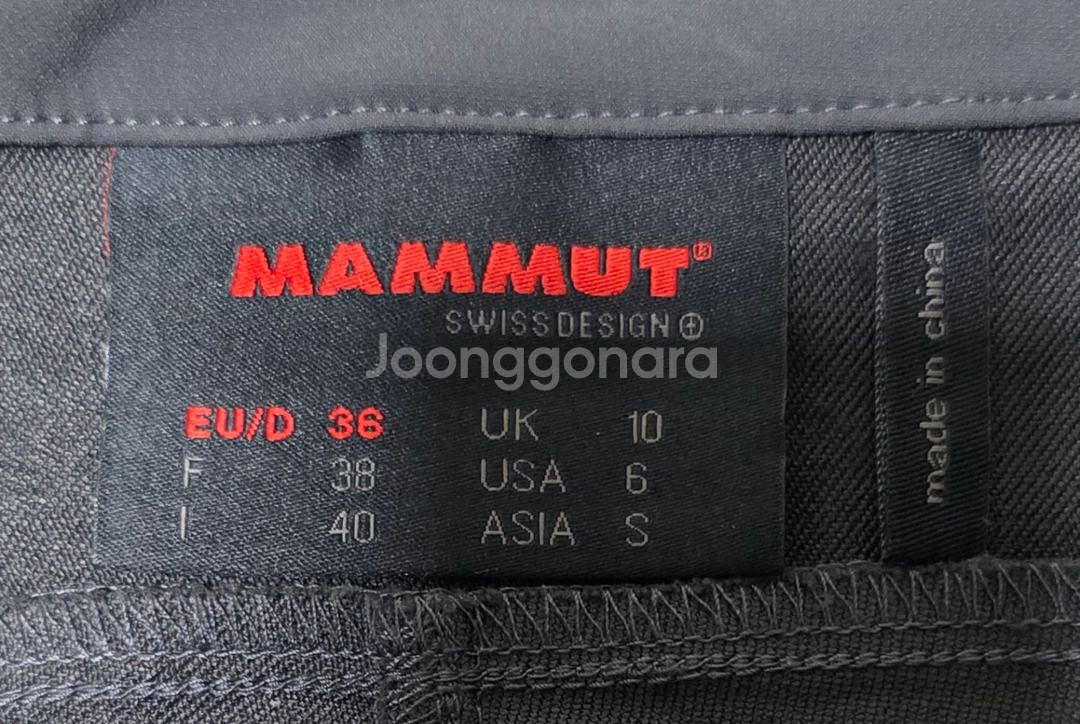 MAMMUT®
SWISS DESIGN
Joonggonara
EU/D 36 UK 10
F 38 USA 6
I 40 ASIA S
made in china